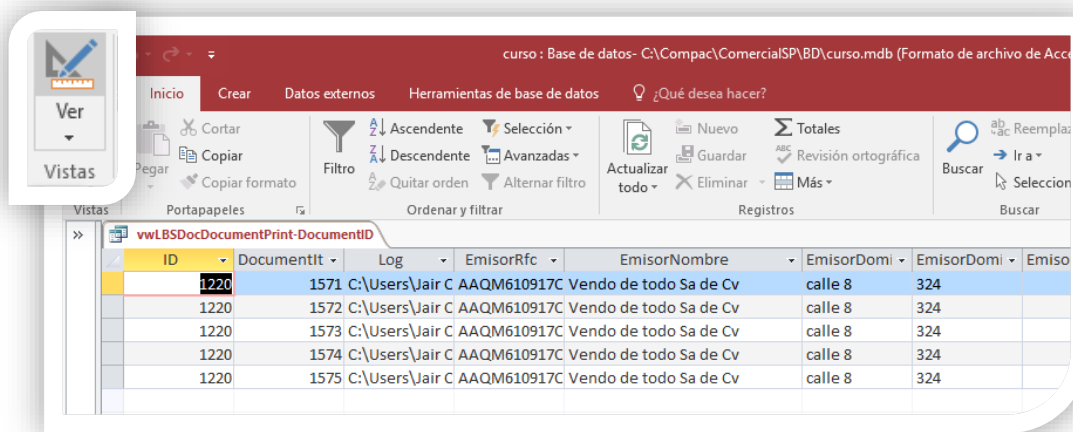 Ver
Vistas
curso : Base de datos- C:\Compac\ComercialSP\BD\curso.mdb (Formato de archivo de Acce
Inicio Crear Datos externos Herramientas de base de datos ¿Qué desea hacer?
Pegar
Cortar
Copiar
Copiar formato
Filtro
Ascendente
Descendente
Quitar orden
Selección
Avanzadas
Alternar filtro
Actualizar
todo
Nuevo
Guardar
Eliminar
Totales
Revisión ortográfica
Más
Buscar
Reemplaz
Ir a
Seleccion
Vistas Portapapeles Ordenar y filtrar Registros Buscar
» vwLBSDocDocumentPrint-DocumentID
ID DocumentIt Log EmisorRfc EmisorNombre EmisorDomi EmisorDomi Emiso
1220 1571 C:\Users\Jair C AAQM610917C Vendo de todo Sa de Cv calle 8 324
1220 1572 C:\Users\Jair C AAQM610917C Vendo de todo Sa de Cv calle 8 324
1220 1573 C:\Users\Jair C AAQM610917C Vendo de todo Sa de Cv calle 8 324
1220 1574 C:\Users\Jair C AAQM610917C Vendo de todo Sa de Cv calle 8 324
1220 1575 C:\Users\Jair C AAQM610917C Vendo de todo Sa de Cv calle 8 324